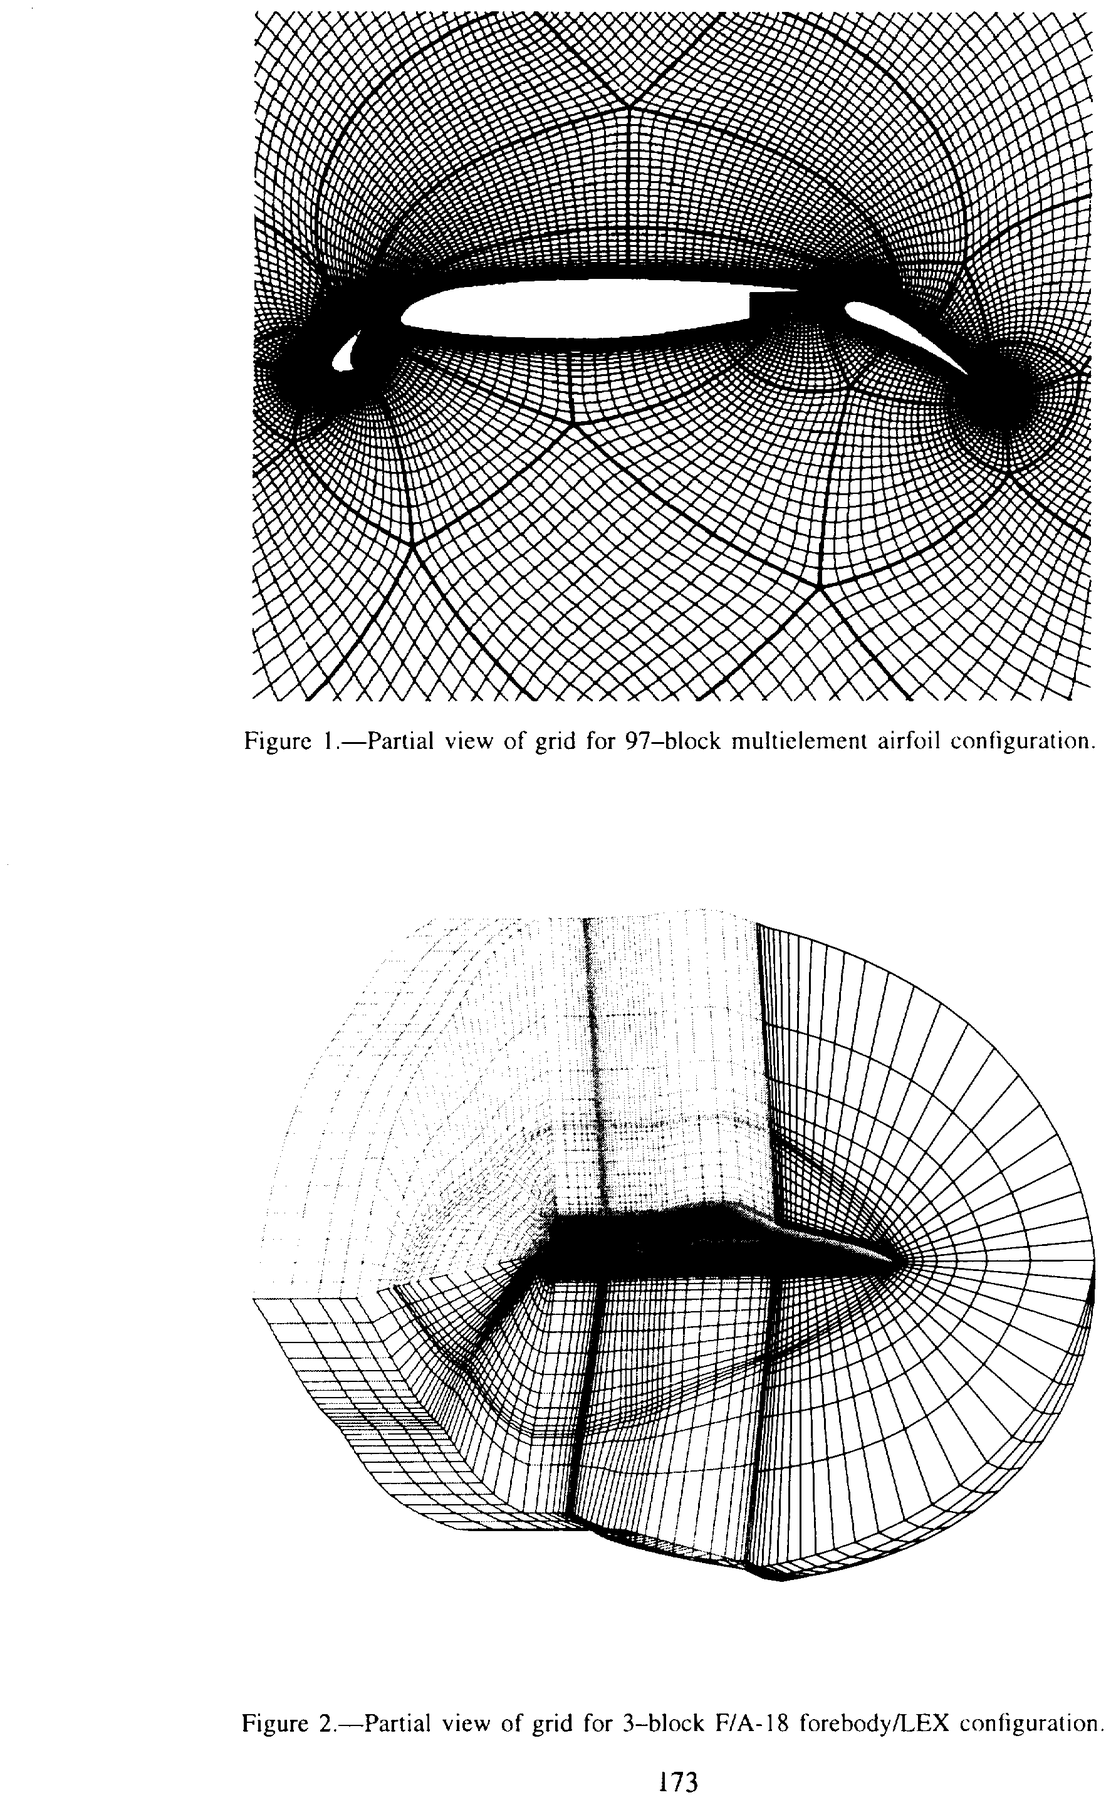 Figure 1.—Partial view of grid for 97–block multielement airfoil configuration.
Figure 2.—Partial view of grid for 3–block F/A-18 forebody/LEX configuration.
173